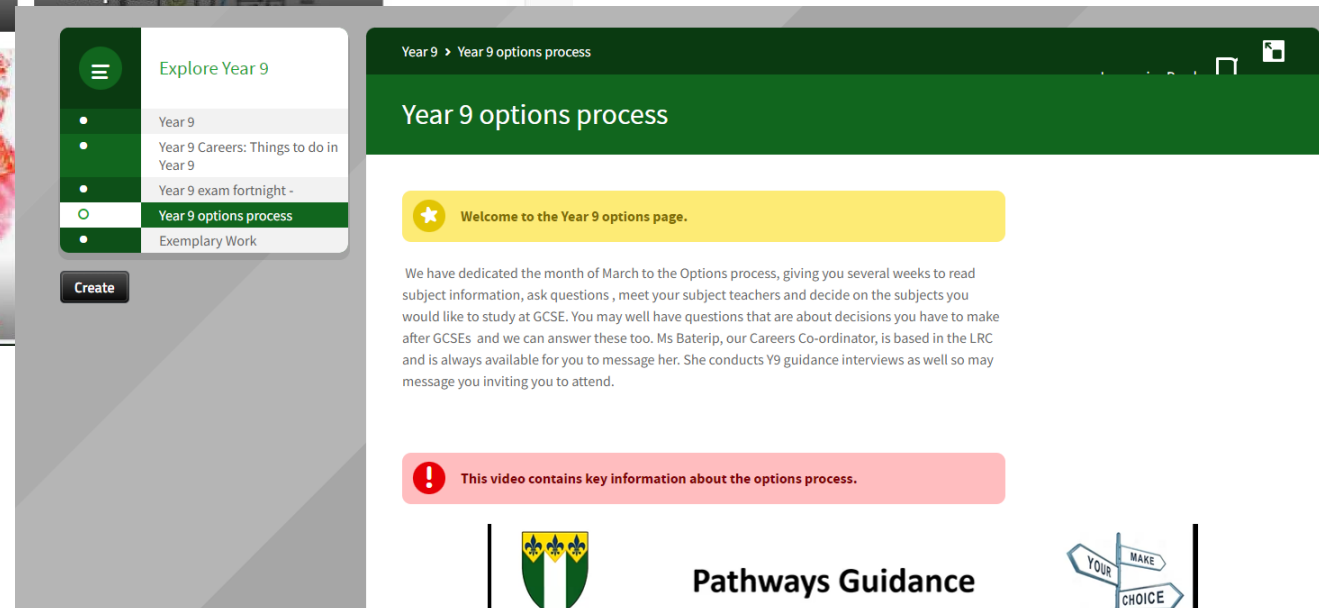 Year 9 > Year 9 options process
Explore Year 9
Year 9
Year 9 Careers: Things to do in
Year 9
Year 9 exam fortnight -
Year 9 options process
Exemplary Work
Create
Year 9 options process
Welcome to the Year 9 options page.
We have dedicated the month of March to the Options process, giving you several weeks to read
subject information, ask questions , meet your subject teachers and decide on the subjects you
would like to study at GCSE. You may well have questions that are about decisions you have to make
after GCSEs  and we can answer these too. Ms Baterip, our Careers Co-ordinator, is based in the LRC
and is always available for you to message her. She conducts Y9 guidance interviews as well so may
message you inviting you to attend.
This video contains key information about the options process.
Pathways Guidance
YOUR
MAKE
CHOICE